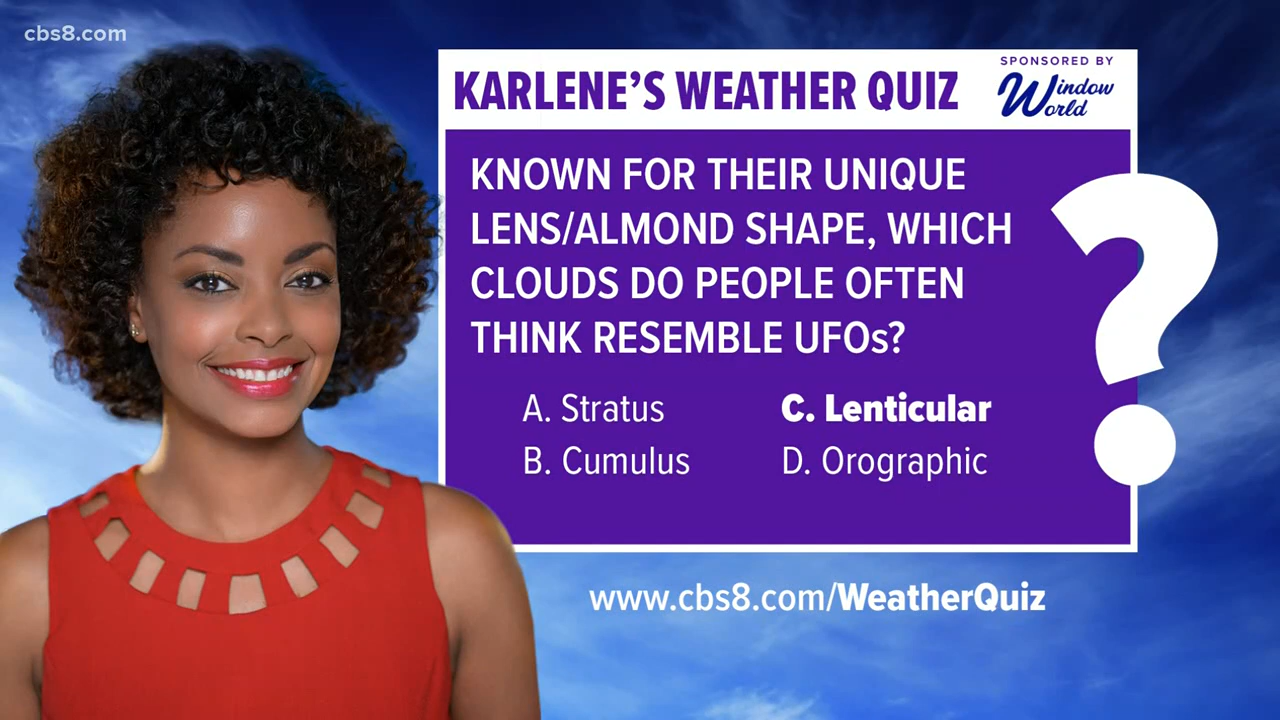 cbs8.com
KARLENE'S WEATHER QUIZ
SPONSORED BY
Window
World
KNOWN FOR THEIR UNIQUE
LENS/ALMOND SHAPE, WHICH
CLOUDS DO PEOPLE OFTEN
THINK RESEMBLE UFOs?
A. Stratus
B. Cumulus
C. Lenticular
D. Orographic
?
www.cbs8.com/WeatherQuiz